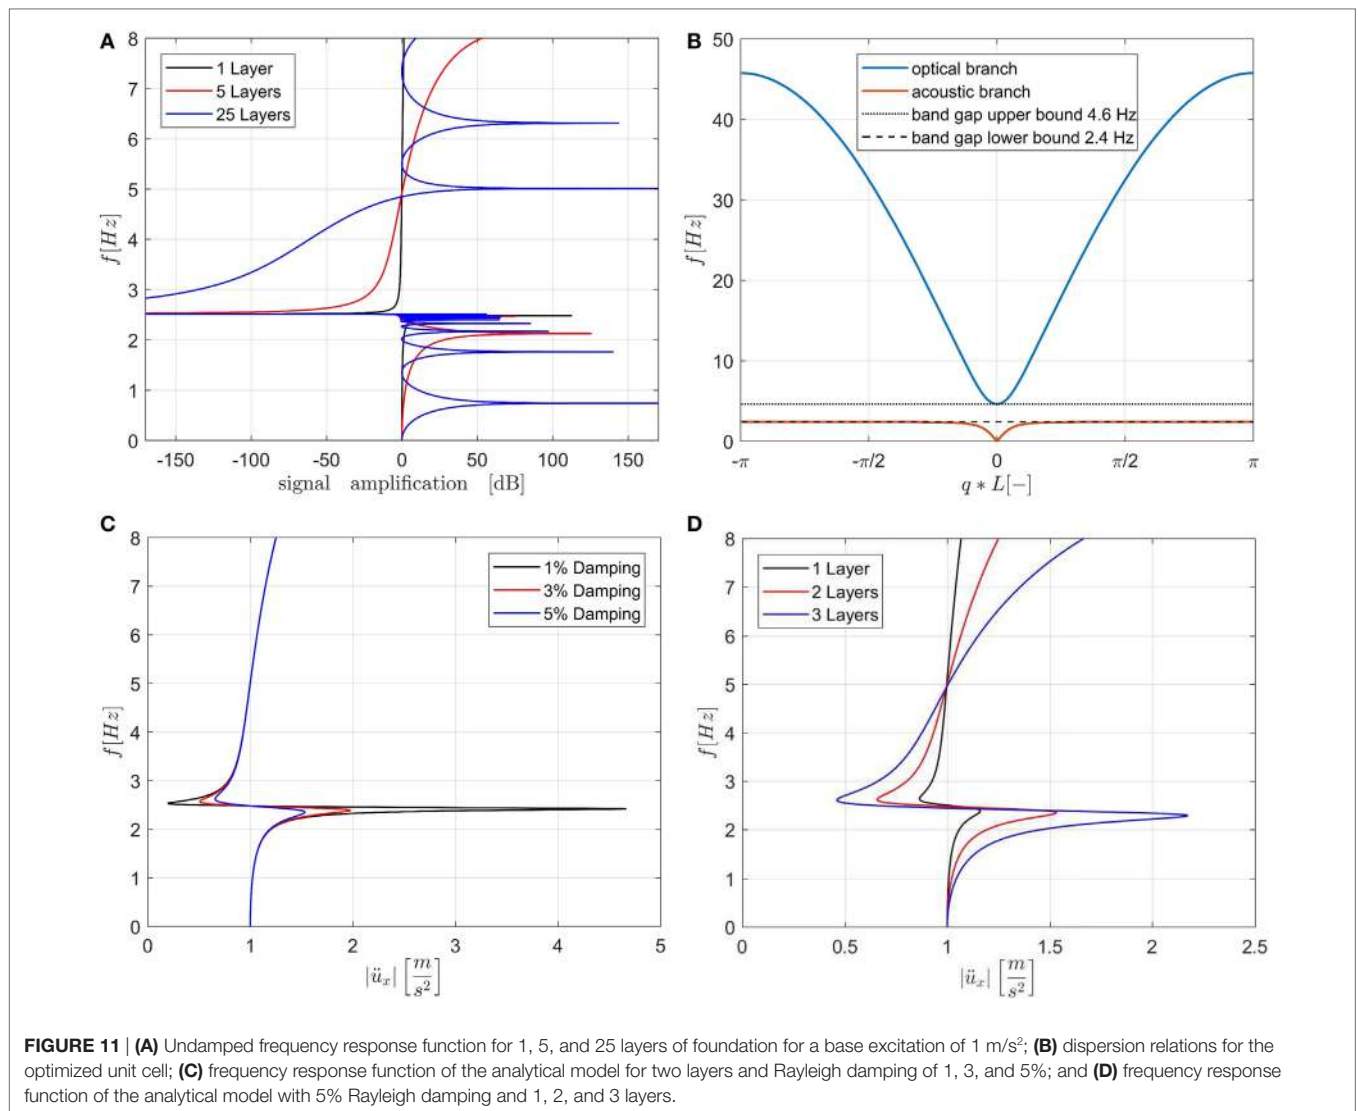 A
8
7
6
5
4
3
2
1
0
f [Hz]
1 Layer
5 Layers
25 Layers
-150 -100 -50 0 50 100 150
signal amplification [dB]
B
50
40
30
20
10
0
f [Hz]
optical branch
acoustic branch
band gap upper bound 4.6 Hz
band gap lower bound 2.4 Hz
-π -π/2 0 π/2 π
q * L[−]
C
8
7
6
5
4
3
2
1
0
f [Hz]
1% Damping
3% Damping
5% Damping
0 1 2 3 4 5
|ü_x| [m/s²]
D
8
7
6
5
4
3
2
1
0
f [Hz]
1 Layer
2 Layers
3 Layers
0 0.5 1 1.5 2 2.5
|ü_x| [m/s²]
FIGURE 11 | (A) Undamped frequency response function for 1, 5, and 25 layers of foundation for a base excitation of 1 m/s²; (B) dispersion relations for the
optimized unit cell; (C) frequency response function of the analytical model for two layers and Rayleigh damping of 1, 3, and 5%; and (D) frequency response
function of the analytical model with 5% Rayleigh damping and 1, 2, and 3 layers.